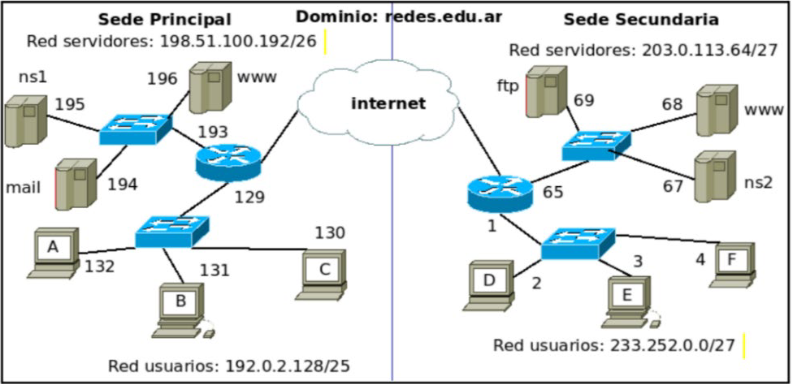 Dominio: redes.edu.ar
Sede Principal
Red servidores: 198.51.100.192/26
ns1
195
196
www
193
mail
194
129
A
132
131
B
130
C
Red usuarios: 192.0.2.128/25
internet
Sede Secundaria
Red servidores: 203.0.113.64/27
ftp
69
68
www
65
67
ns2
1
D
2
3
E
4
F
Red usuarios: 233.252.0.0/27